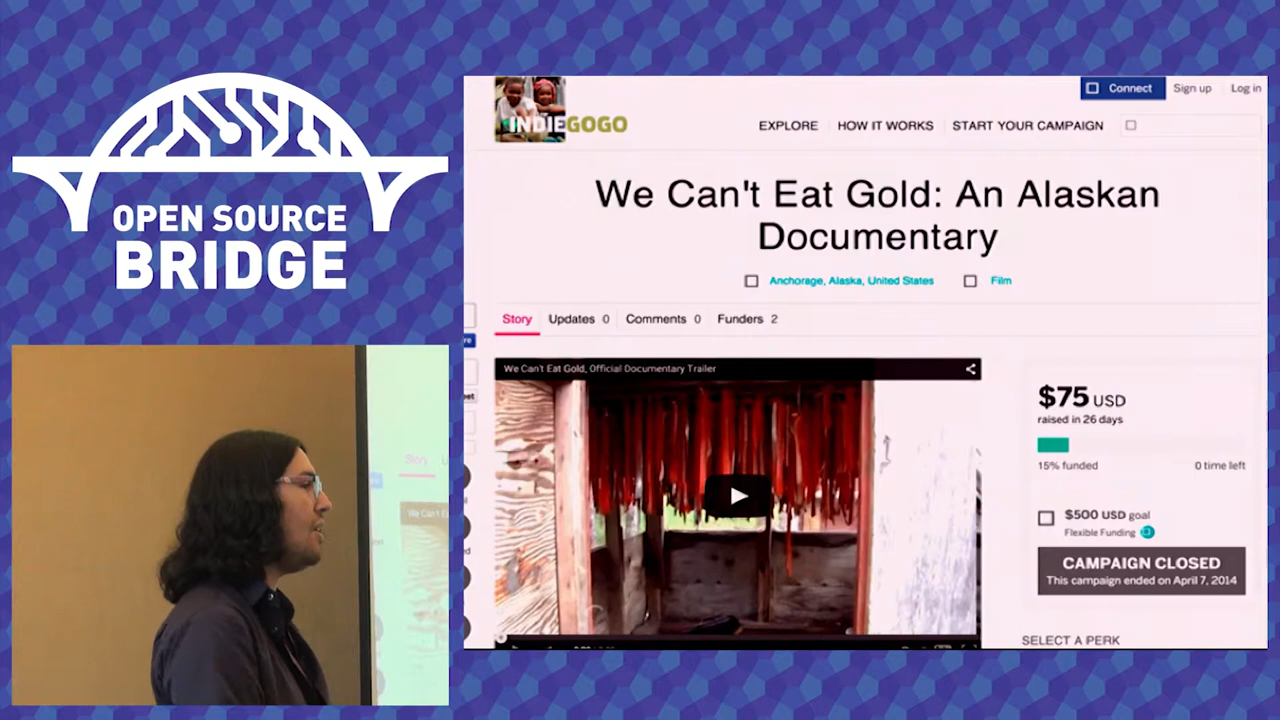 OPEN SOURCE
BRIDGE
INDIEGOGO
Connect
Sign up
Log in
EXPLORE
HOW IT WORKS
START YOUR CAMPAIGN
We Can't Eat Gold: An Alaskan
Documentary
Anchorage, Alaska, United States
Film
Story
Updates 0
Comments 0
Funders 2
We Can't Eat Gold, Official Documentary Trailer
$75 USD
raised in 26 days
15% funded
0 time left
$500 USD goal
Flexible Funding
CAMPAIGN CLOSED
This campaign ended on April 7, 2014
SELECT A PERK
Story
We Can't E